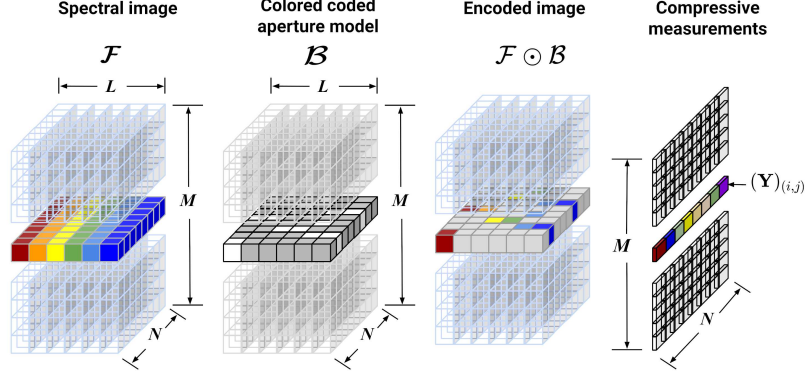 Spectral image
Colored coded
aperture model
Encoded image
Compressive
measurements
𝓕
𝓑
𝓕 ⊙ 𝓑
L
L
M
M
(Y)(i,j)
M
N
N
N